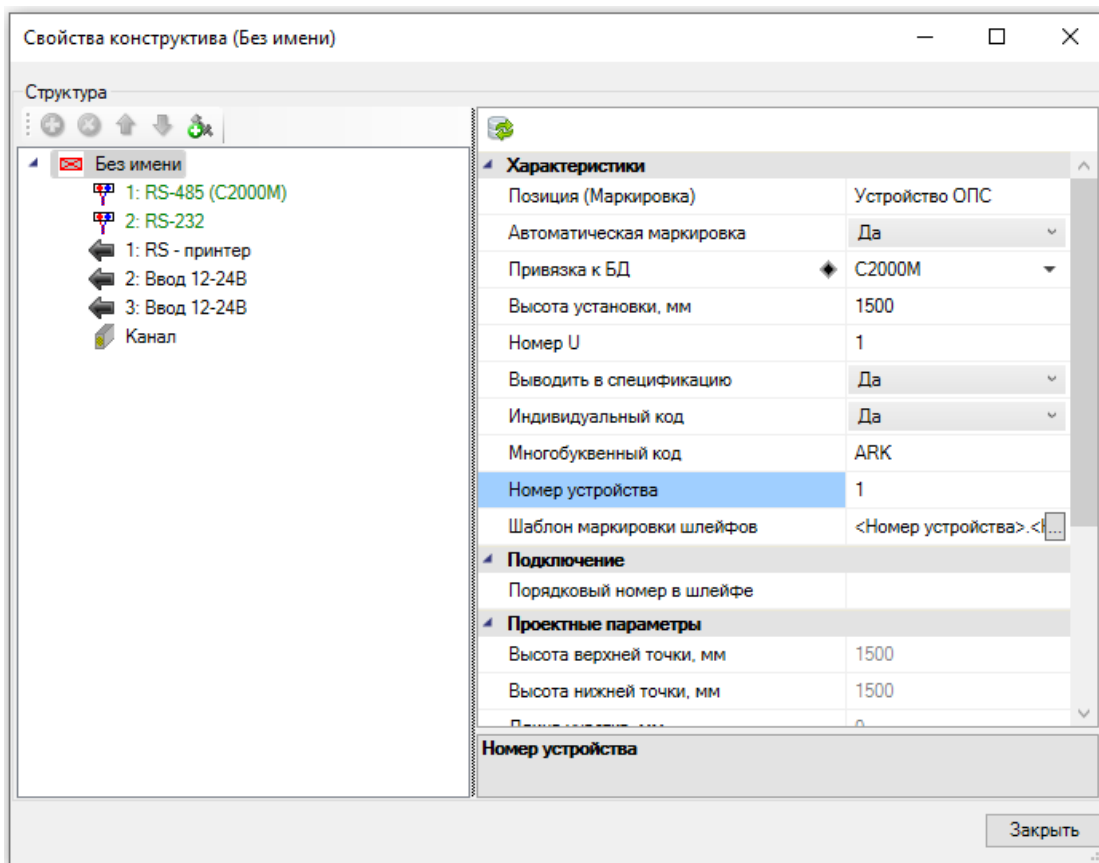 Свойства конструктива (Без имени)
Структура
Без имени
1: RS-485 (С2000М)
2: RS-232
1: RS - принтер
2: Ввод 12-24В
3: Ввод 12-24В
Канал
Характеристики
Позиция (Маркировка) Устройство ОПС
Автоматическая маркировка Да
Привязка к БД С2000М
Высота установки, мм 1500
Номер U 1
Выводить в спецификацию Да
Индивидуальный код Да
Многобуквенный код ARK
Номер устройства 1
Шаблон маркировки шлейфов <Номер устройства>.<Н ...
Подключение
Порядковый номер в шлейфе
Проектные параметры
Высота верхней точки, мм 1500
Высота нижней точки, мм 1500
Номер устройства
Закрыть